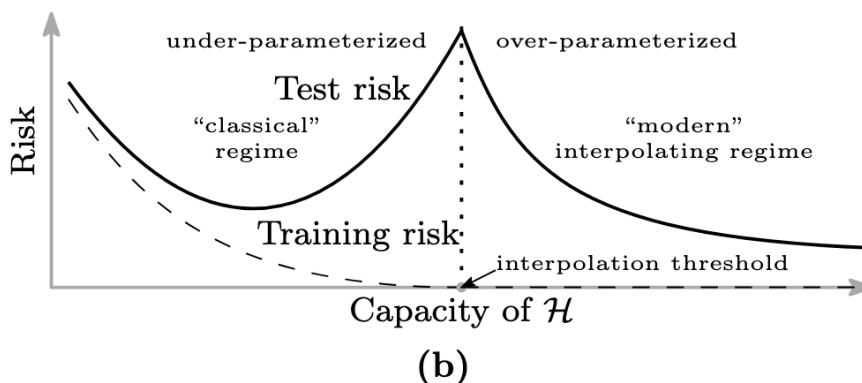 under-parameterized
over-parameterized
Test risk
Risk
“classical”
regime
“modern”
interpolating regime
Training risk
interpolation threshold
Capacity of ℋ
(b)